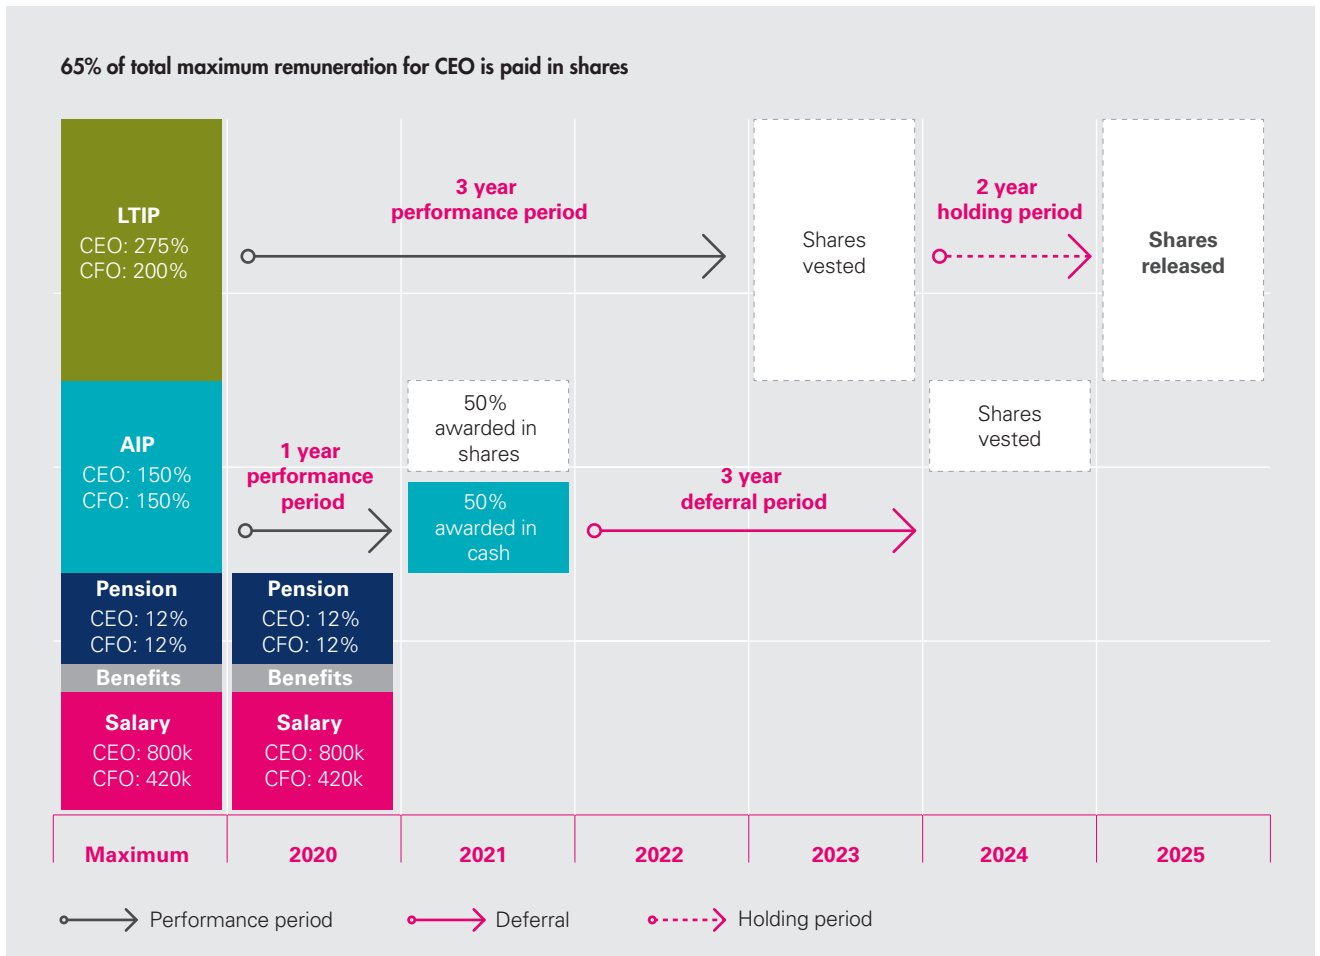 65% of total maximum remuneration for CEO is paid in shares
LTIP
CEO: 275%
CFO: 200%
3 year
performance period
Shares
vested
2 year
holding period
Shares
released
AIP
CEO: 150%
CFO: 150%
1 year
performance
period
50%
awarded in
shares
50%
awarded in
cash
3 year
deferral period
Shares
vested
Pension
CEO: 12%
CFO: 12%
Benefits
Salary
CEO: 800k
CFO: 420k
Pension
CEO: 12%
CFO: 12%
Benefits
Salary
CEO: 800k
CFO: 420k
Maximum 2020 2021 2022 2023 2024 2025
Performance period Deferral Holding period